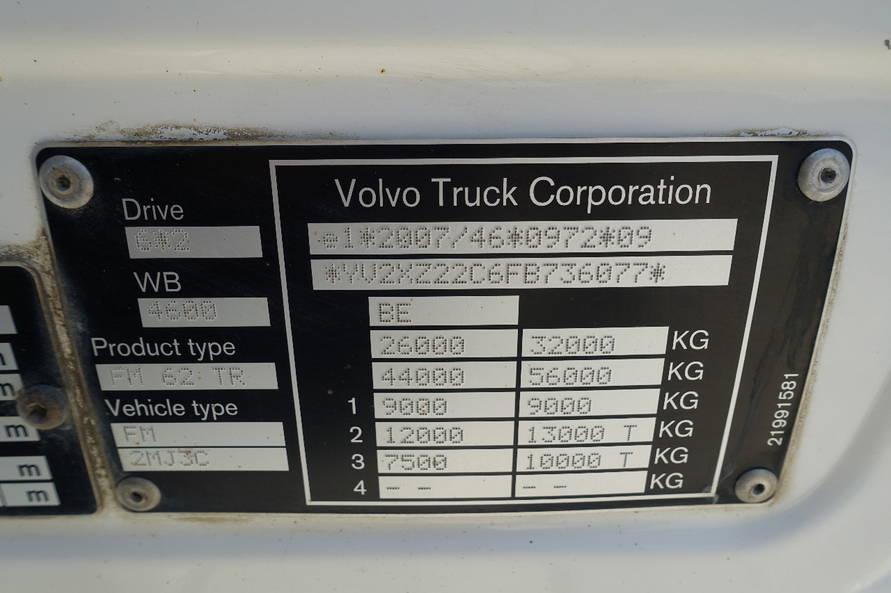 Volvo Truck Corporation
Drive
6*2
e1*2007/46*0972*09
*YV2XZ22C6FB736077*
WB
4600
BE
Product type
FM 62 TR
26000 32000 KG
44000 56000 KG
Vehicle type
FM
2MJ3C
1 9000 9000 KG
2 12000 13000 T KG
3 7500 10000 T KG
4 -- -- KG
21991581
m
m
m
m
m